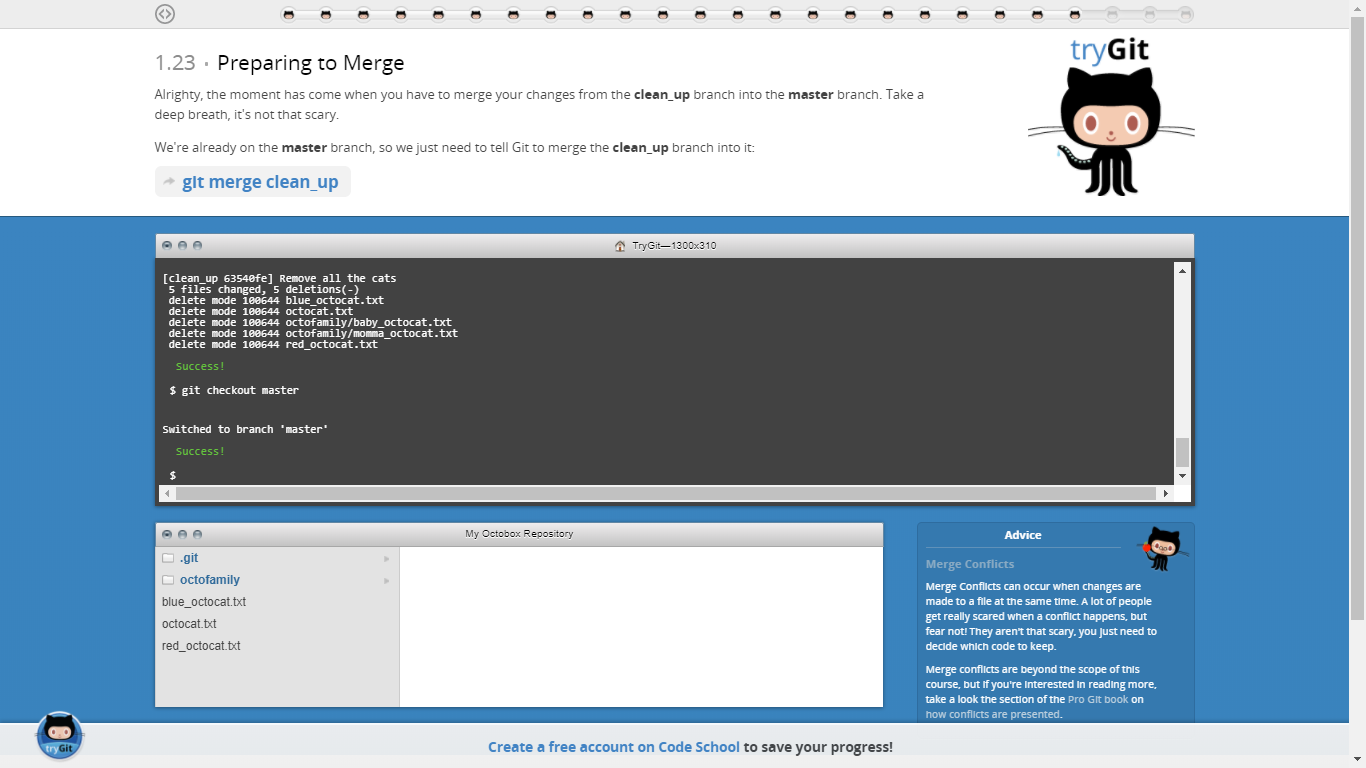 tryGit
1.23 · Preparing to Merge
Alrighty, the moment has come when you have to merge your changes from the clean_up branch into the master branch. Take a
deep breath, it's not that scary.
We're already on the master branch, so we just need to tell Git to merge the clean_up branch into it:
git merge clean_up
TryGit—1300x310
[clean_up 63540fe] Remove all the cats
5 files changed, 5 deletions(-)
delete mode 100644 blue_octocat.txt
delete mode 100644 octocat.txt
delete mode 100644 octofamily/baby_octocat.txt
delete mode 100644 octofamily/momma_octocat.txt
delete mode 100644 red_octocat.txt
Success!
$ git checkout master
Switched to branch 'master'
Success!
$
My Octobox Repository
.git
octofamily
blue_octocat.txt
octocat.txt
red_octocat.txt
Advice
Merge Conflicts
Merge Conflicts can occur when changes are
made to a file at the same time. A lot of people
get really scared when a conflict happens, but
fear not! They aren't that scary, you just need to
decide which code to keep.
Merge conflicts are beyond the scope of this
course, but if you're interested in reading more,
take a look the section of the Pro Git book on
how conflicts are presented.
tryGit
Create a free account on Code School to save your progress!